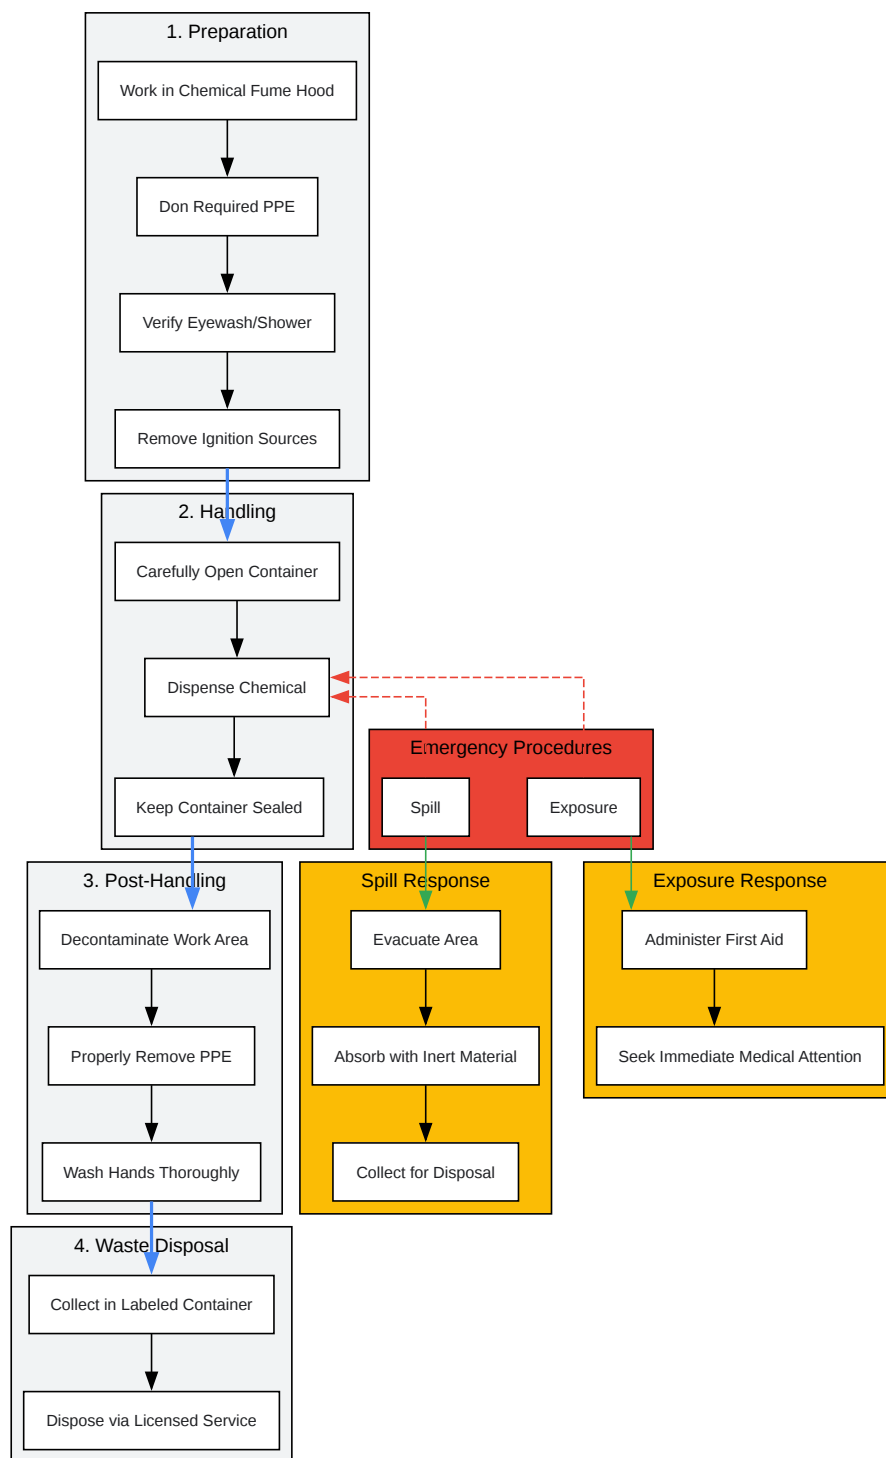 1. Preparation
Work in Chemical Fume Hood
Don Required PPE
Verify Eyewash/Shower
Remove Ignition Sources
2. Handling
Carefully Open Container
Dispense Chemical
Keep Container Sealed
Emergency Procedures
Spill
Exposure
3. Post-Handling
Decontaminate Work Area
Properly Remove PPE
Wash Hands Thoroughly
Spill Response
Evacuate Area
Absorb with Inert Material
Collect for Disposal
Exposure Response
Administer First Aid
Seek Immediate Medical Attention
4. Waste Disposal
Collect in Labeled Container
Dispose via Licensed Service